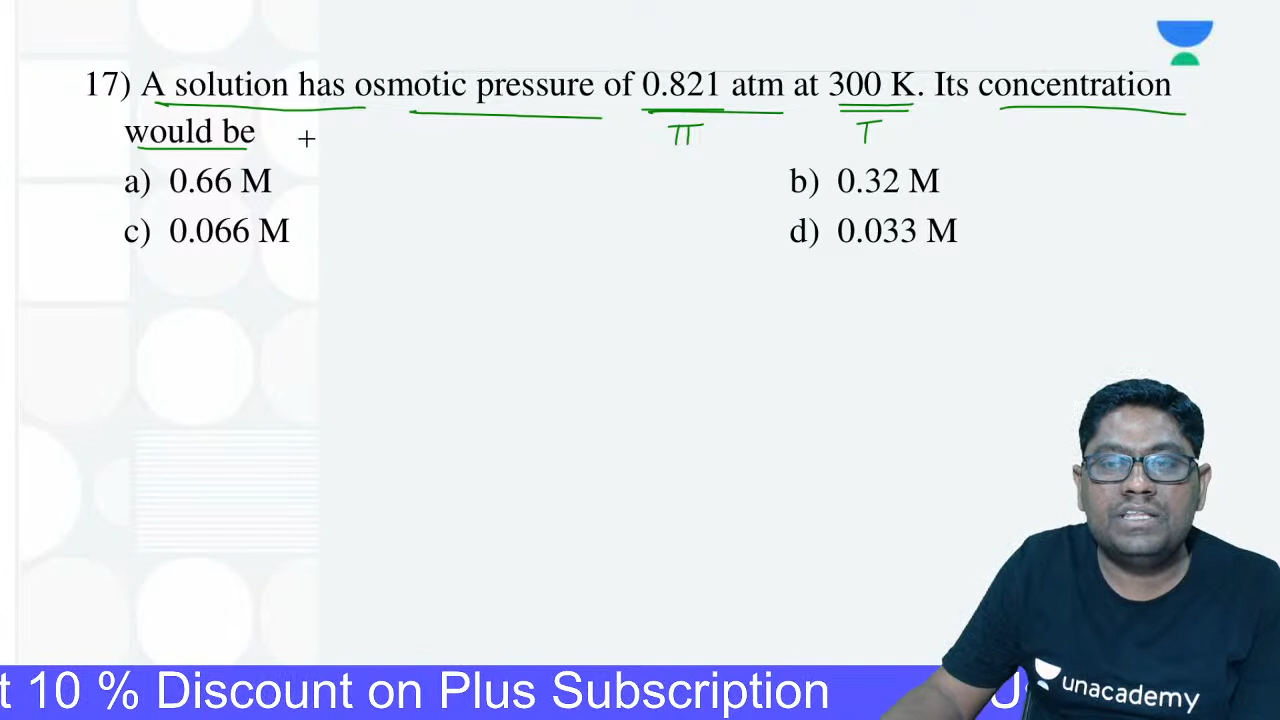 17) A solution has osmotic pressure of 0.821 atm at 300 K. Its concentration
would be
π T
a) 0.66 M b) 0.32 M
c) 0.066 M d) 0.033 M
unacademy
t 10 % Discount on Plus Subscription